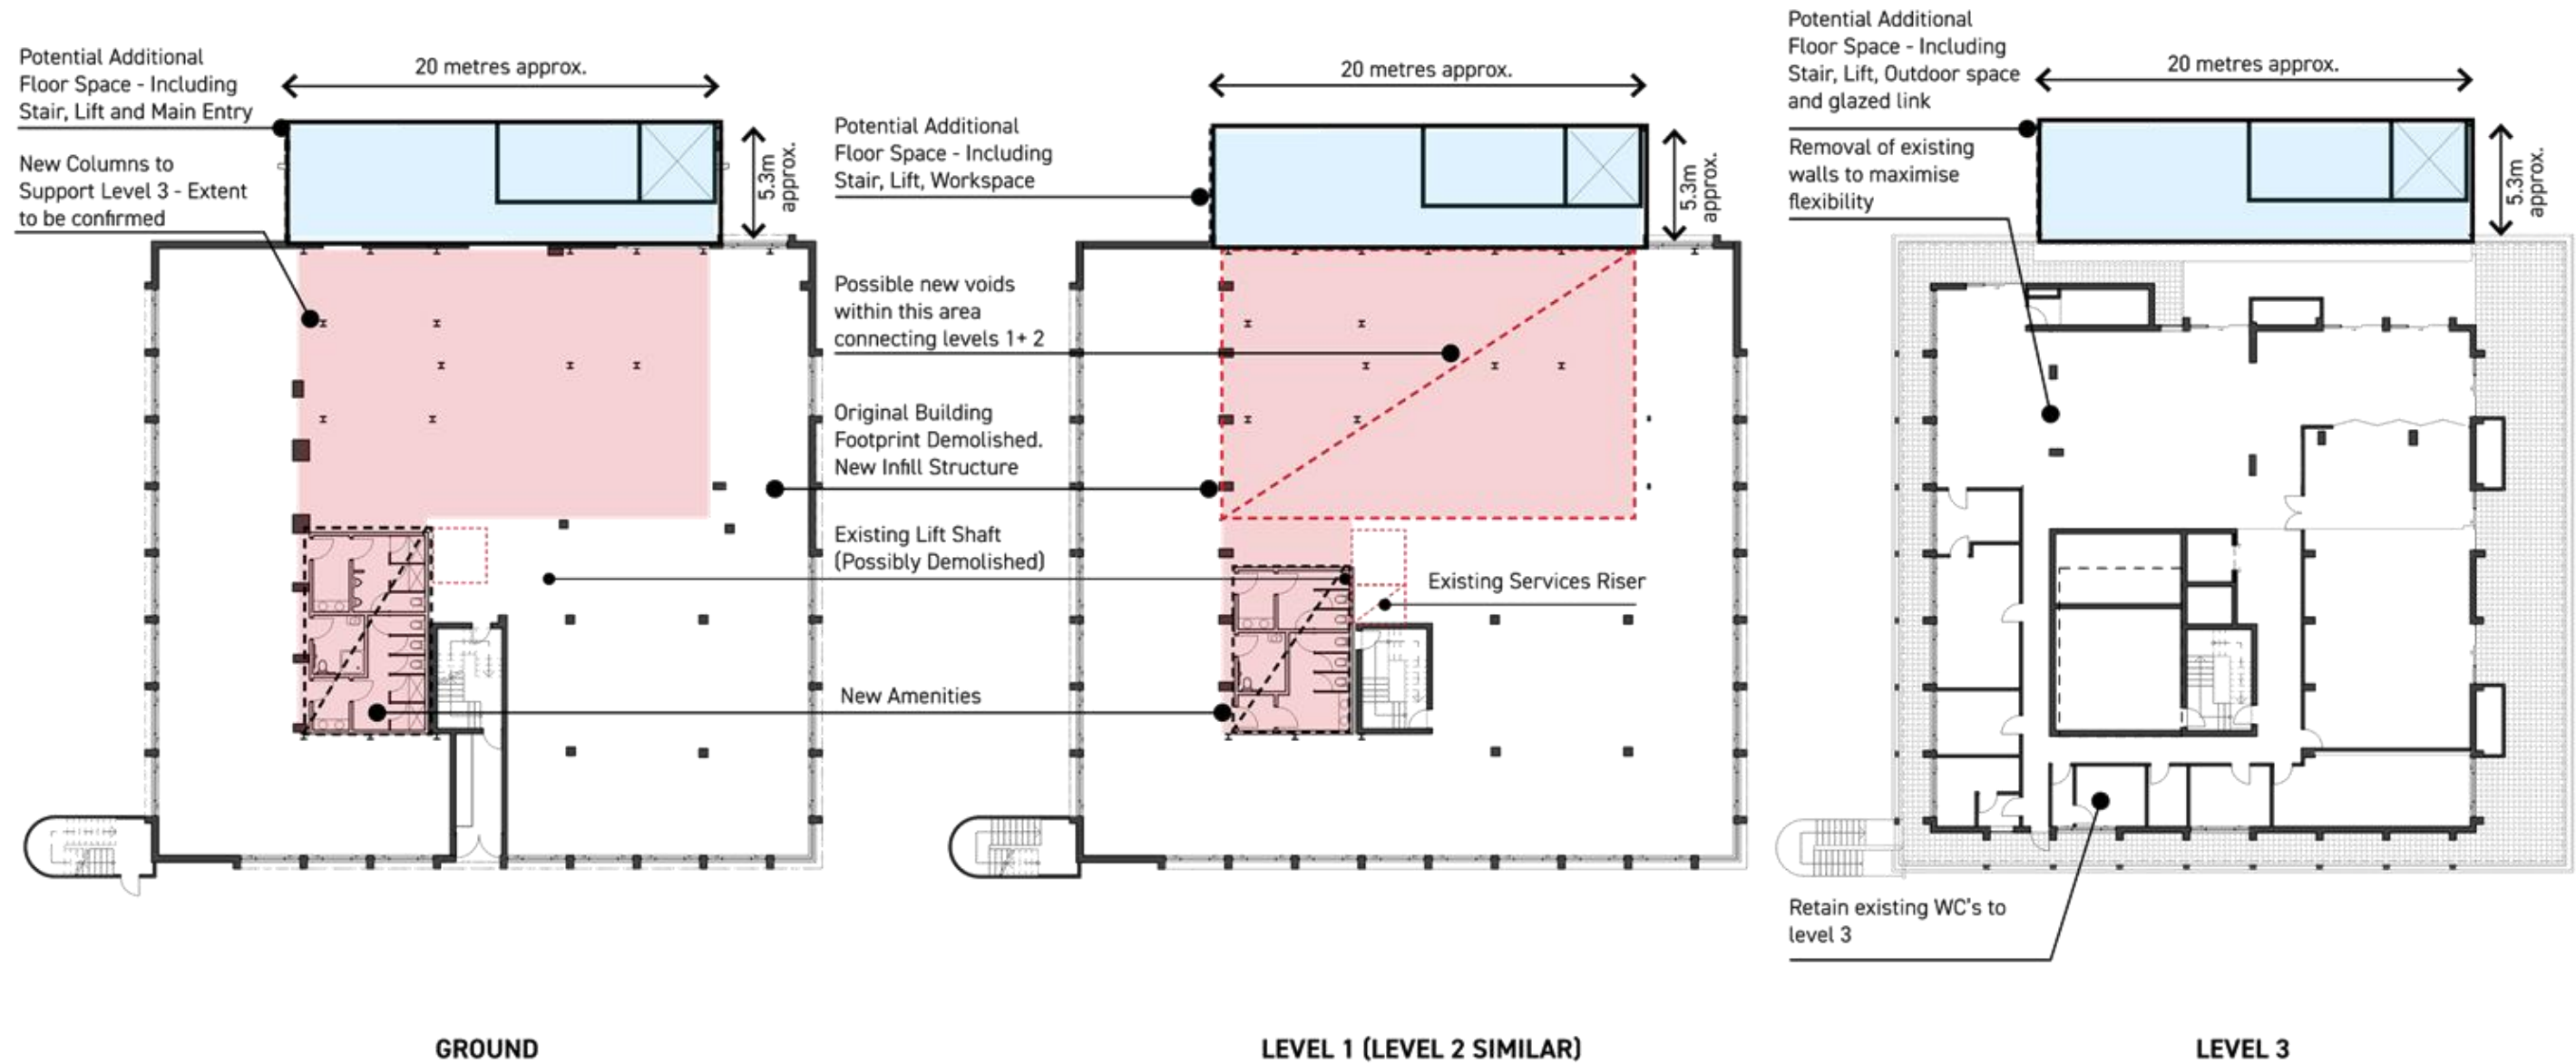 Potential Additional
Floor Space - Including
Stair, Lift and Main Entry
20 metres approx.
5.3m
approx.
New Columns to
Support Level 3 - Extent
to be confirmed
Potential Additional
Floor Space - Including
Stair, Lift, Workspace
20 metres approx.
5.3m
approx.
Possible new voids
within this area
connecting levels 1+ 2
Original Building
Footprint Demolished.
New Infill Structure
Existing Lift Shaft
(Possibly Demolished)
Existing Services Riser
New Amenities
Potential Additional
Floor Space - Including
Stair, Lift, Outdoor space
and glazed link
20 metres approx.
5.3m
approx.
Removal of existing
walls to maximise
flexibility
Retain existing WC's to
level 3
GROUND
LEVEL 1 (LEVEL 2 SIMILAR)
LEVEL 3